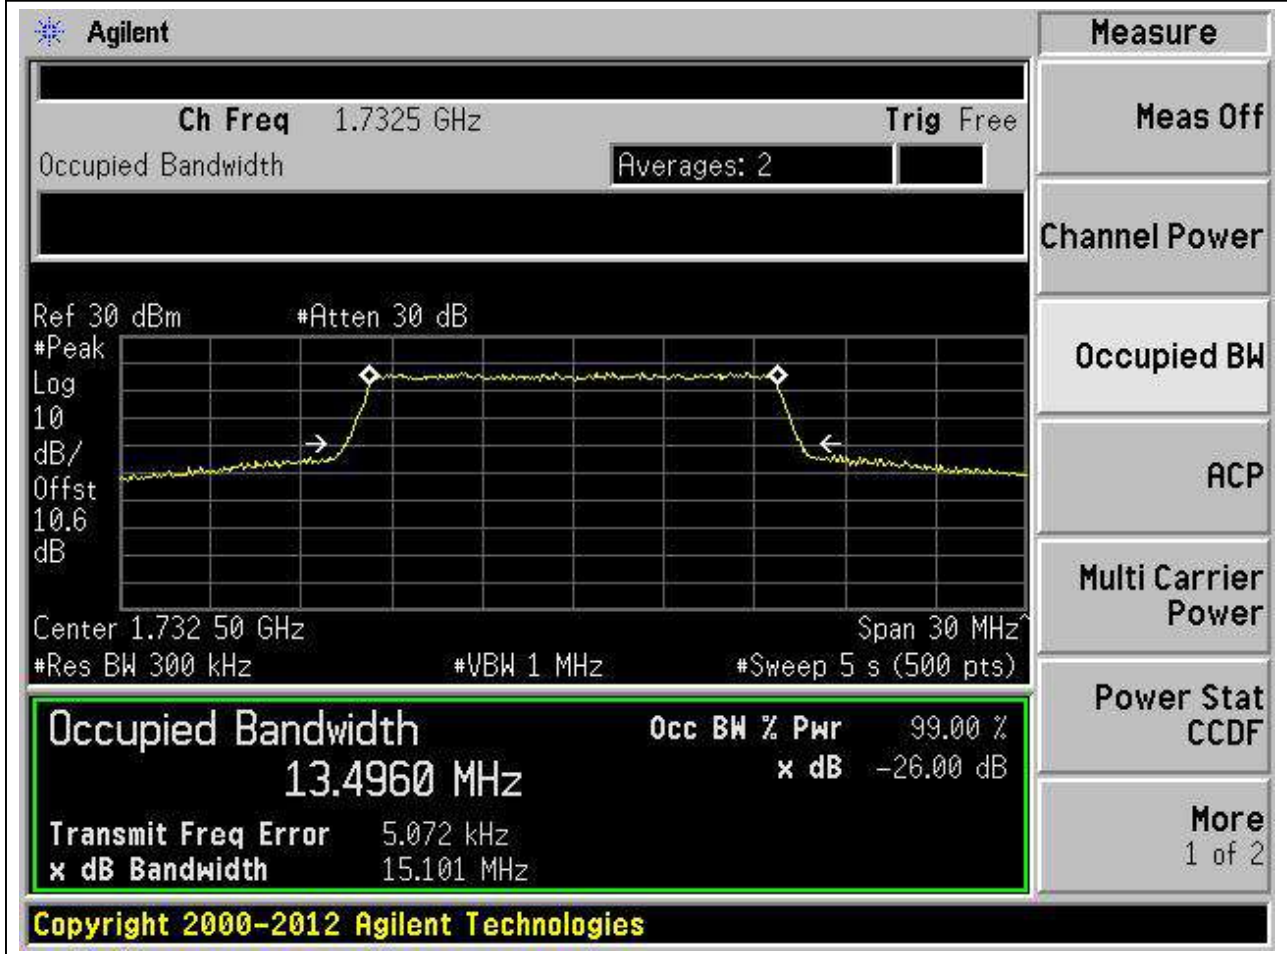 Agilent
Measure
Ch Freq 1.7325 GHz Trig Free
Occupied Bandwidth Averages: 2
Meas Off
Channel Power
Occupied BW
ACP
Multi Carrier
Power
Power Stat
CCDF
More
1 of 2
Ref 30 dBm #Atten 30 dB
#Peak
Log
10
dB/
Offst
10.6
dB
Center 1.732 50 GHz Span 30 MHz^
#Res BW 300 kHz #VBW 1 MHz #Sweep 5 s (500 pts)
Occupied Bandwidth Occ BW % Pwr 99.00 %
13.4960 MHz x dB -26.00 dB
Transmit Freq Error 5.072 kHz
x dB Bandwidth 15.101 MHz
Copyright 2000-2012 Agilent Technologies